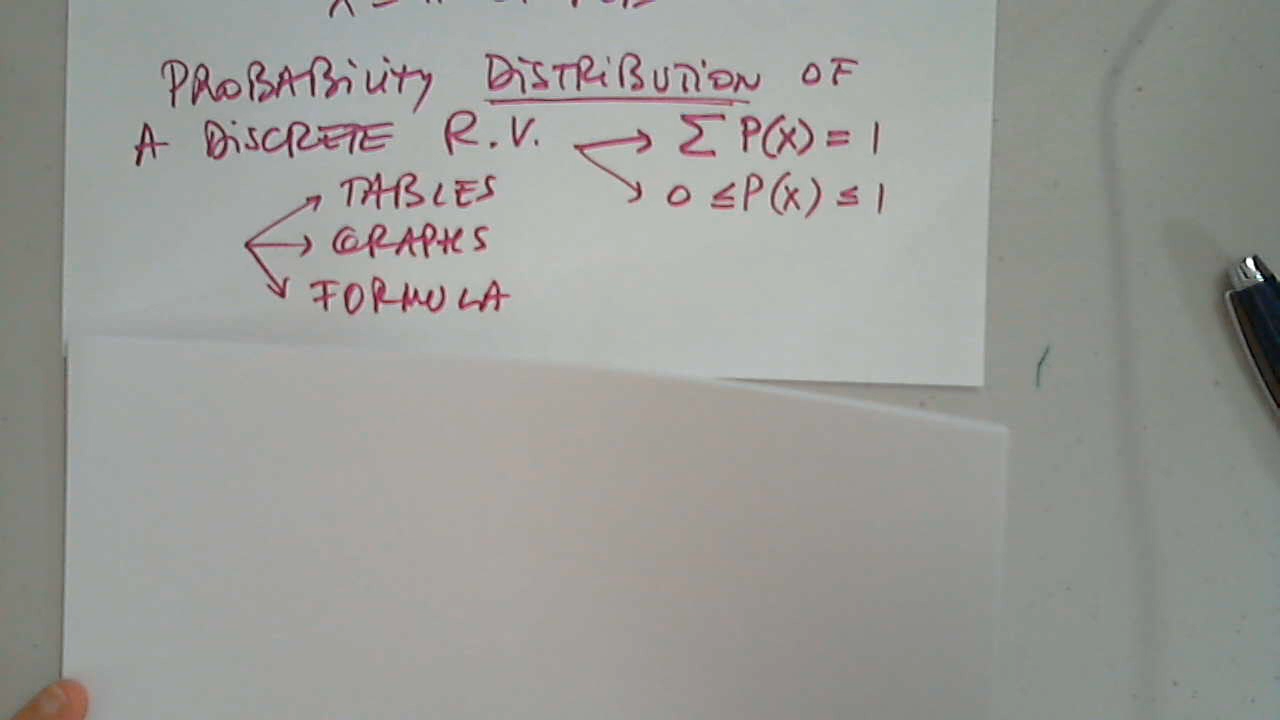 PROBABiLity DiSTRiBUTiON OF
A DiSCRETE R.V. → Σ P(x) = 1
→ 0 ≤ P(x) ≤ 1
→ TABLES
→ GRAPHS
→ FORMULA